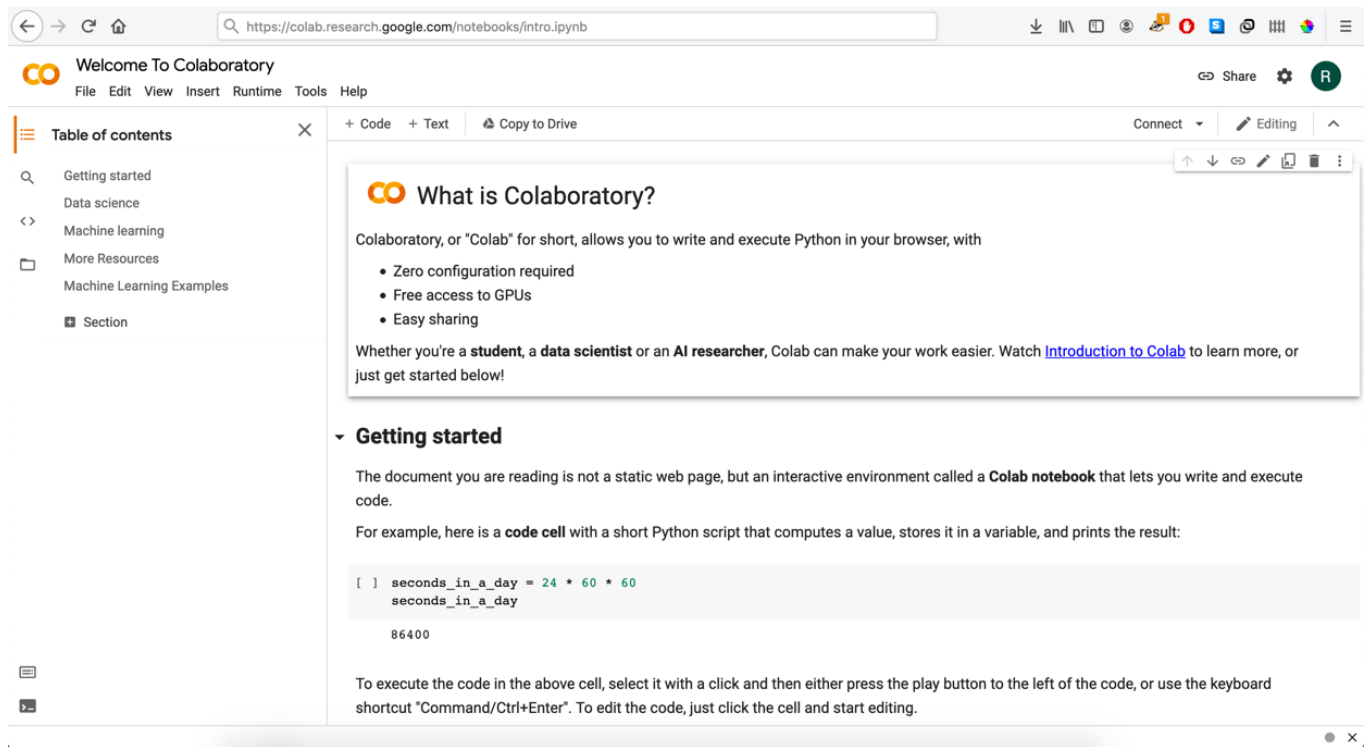 https://colab.research.google.com/notebooks/intro.ipynb
1
S
CO Welcome To Colaboratory
File Edit View Insert Runtime Tools Help
Share
R
Table of contents
Getting started
Data science
Machine learning
More Resources
Machine Learning Examples
Section
+ Code + Text Copy to Drive
Connect Editing
CO What is Colaboratory?
Colaboratory, or "Colab" for short, allows you to write and execute Python in your browser, with
• Zero configuration required
• Free access to GPUs
• Easy sharing
Whether you're a student, a data scientist or an AI researcher, Colab can make your work easier. Watch Introduction to Colab to learn more, or
just get started below!
Getting started
The document you are reading is not a static web page, but an interactive environment called a Colab notebook that lets you write and execute
code.
For example, here is a code cell with a short Python script that computes a value, stores it in a variable, and prints the result:
[ ] seconds_in_a_day = 24 * 60 * 60
seconds_in_a_day
86400
To execute the code in the above cell, select it with a click and then either press the play button to the left of the code, or use the keyboard
shortcut "Command/Ctrl+Enter". To edit the code, just click the cell and start editing.